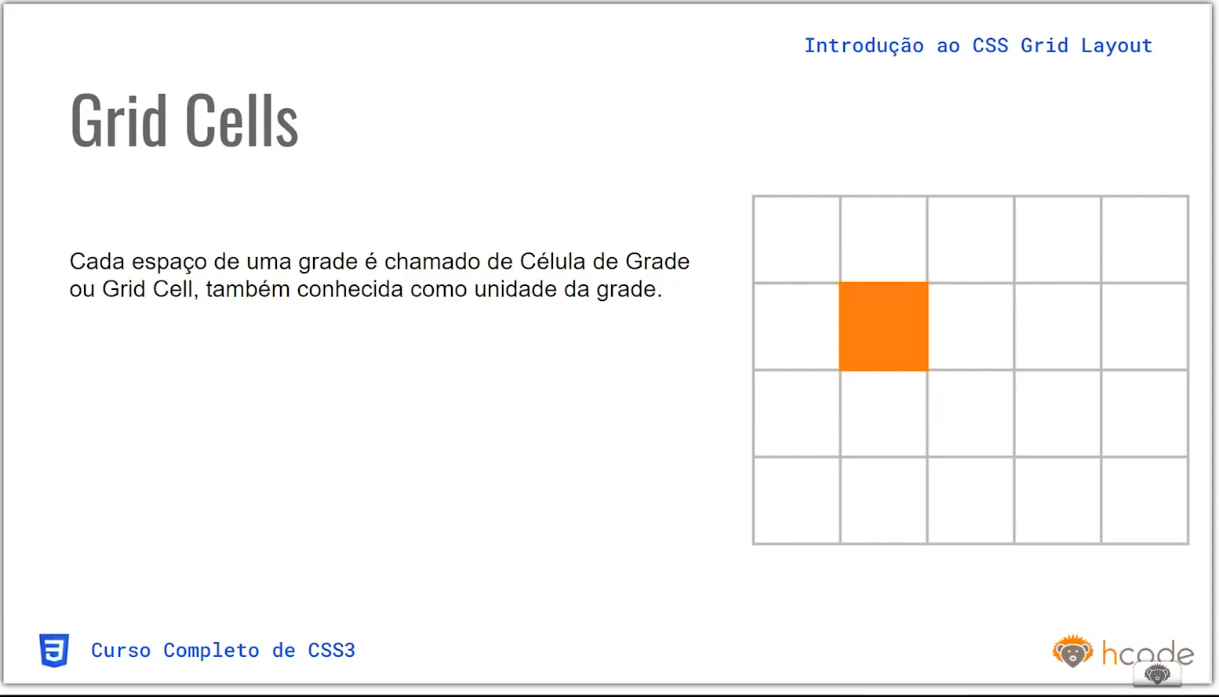 Introdução ao CSS Grid Layout
Grid Cells
Cada espaço de uma grade é chamado de Célula de Grade
ou Grid Cell, também conhecida como unidade da grade.
Curso Completo de CSS3
hcode